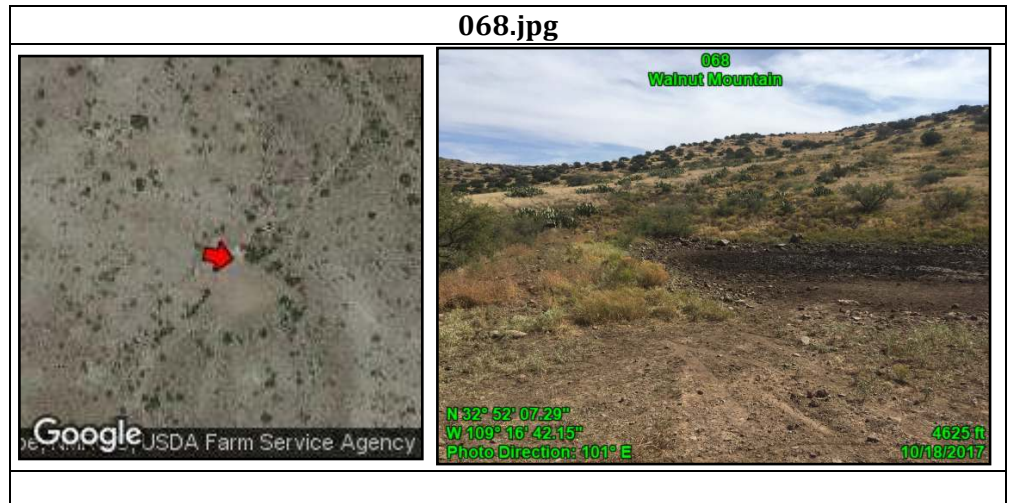 068.jpg
068
Walnut Mountain
N 32° 52' 07.29"
W 109° 16' 42.15"
Photo Direction: 101° E
4625 ft
10/18/2017
Google
USDA Farm Service Agency